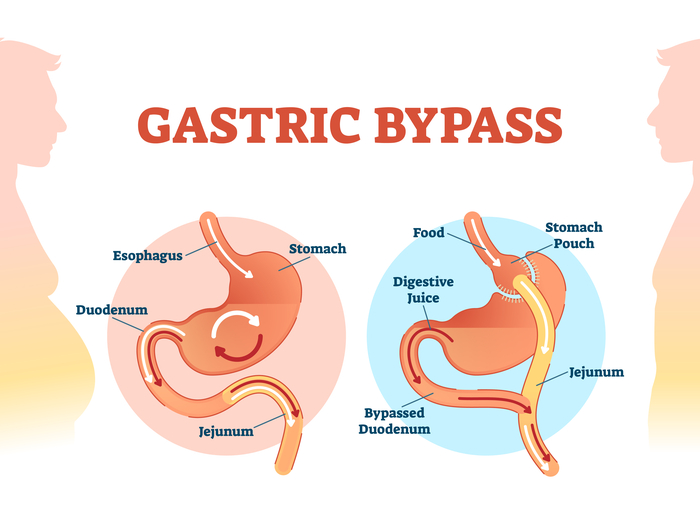 GASTRIC BYPASS
Esophagus
Stomach
Duodenum
Jejunum
Food
Stomach
Pouch
Digestive
Juice
Jejunum
Bypassed
Duodenum